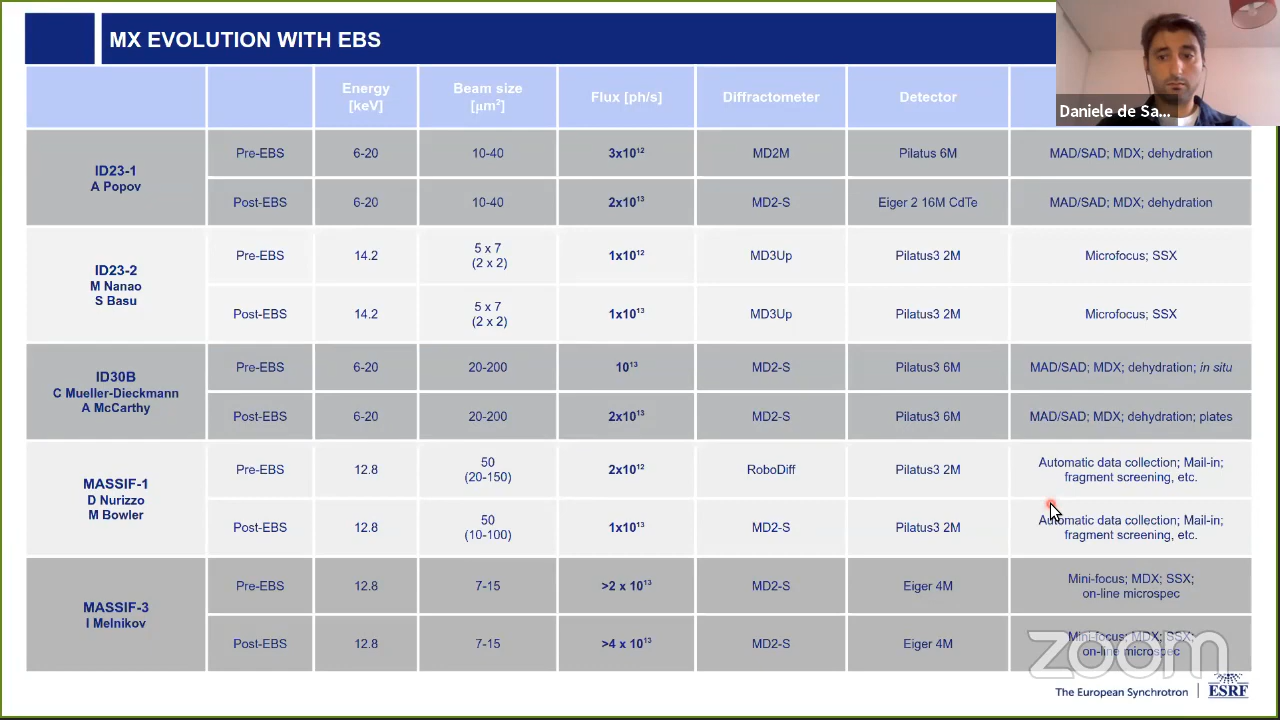 MX EVOLUTION WITH EBS
Energy
[keV]
Beam size
[µm²]
Flux [ph/s]
Diffractometer
Detector
Daniele de Sa...
ID23-1
A Popov
Pre-EBS
6-20
10-40
3x10¹²
MD2M
Pilatus 6M
MAD/SAD; MDX; dehydration
Post-EBS
6-20
10-40
2x10¹³
MD2-S
Eiger 2 16M CdTe
MAD/SAD; MDX; dehydration
ID23-2
M Nanao
S Basu
Pre-EBS
14.2
5 x 7
(2 x 2)
1x10¹²
MD3Up
Pilatus3 2M
Microfocus; SSX
Post-EBS
14.2
5 x 7
(2 x 2)
1x10¹³
MD3Up
Pilatus3 2M
Microfocus; SSX
ID30B
C Mueller-Dieckmann
A McCarthy
Pre-EBS
6-20
20-200
10¹³
MD2-S
Pilatus3 6M
MAD/SAD; MDX; dehydration; in situ
Post-EBS
6-20
20-200
2x10¹³
MD2-S
Pilatus3 6M
MAD/SAD; MDX; dehydration; plates
MASSIF-1
D Nurizzo
M Bowler
Pre-EBS
12.8
50
(20-150)
2x10¹²
RoboDiff
Pilatus3 2M
Automatic data collection; Mail-in;
fragment screening, etc.
Post-EBS
12.8
50
(10-100)
1x10¹³
MD2-S
Pilatus3 2M
Automatic data collection; Mail-in;
fragment screening, etc.
MASSIF-3
I Melnikov
Pre-EBS
12.8
7-15
>2 x 10¹³
MD2-S
Eiger 4M
Mini-focus; MDX; SSX;
on-line microspec
Post-EBS
12.8
7-15
>4 x 10¹³
MD2-S
Eiger 4M
Mini-focus; MDX; SSX;
on-line microspec
zoom
The European Synchrotron
ESRF